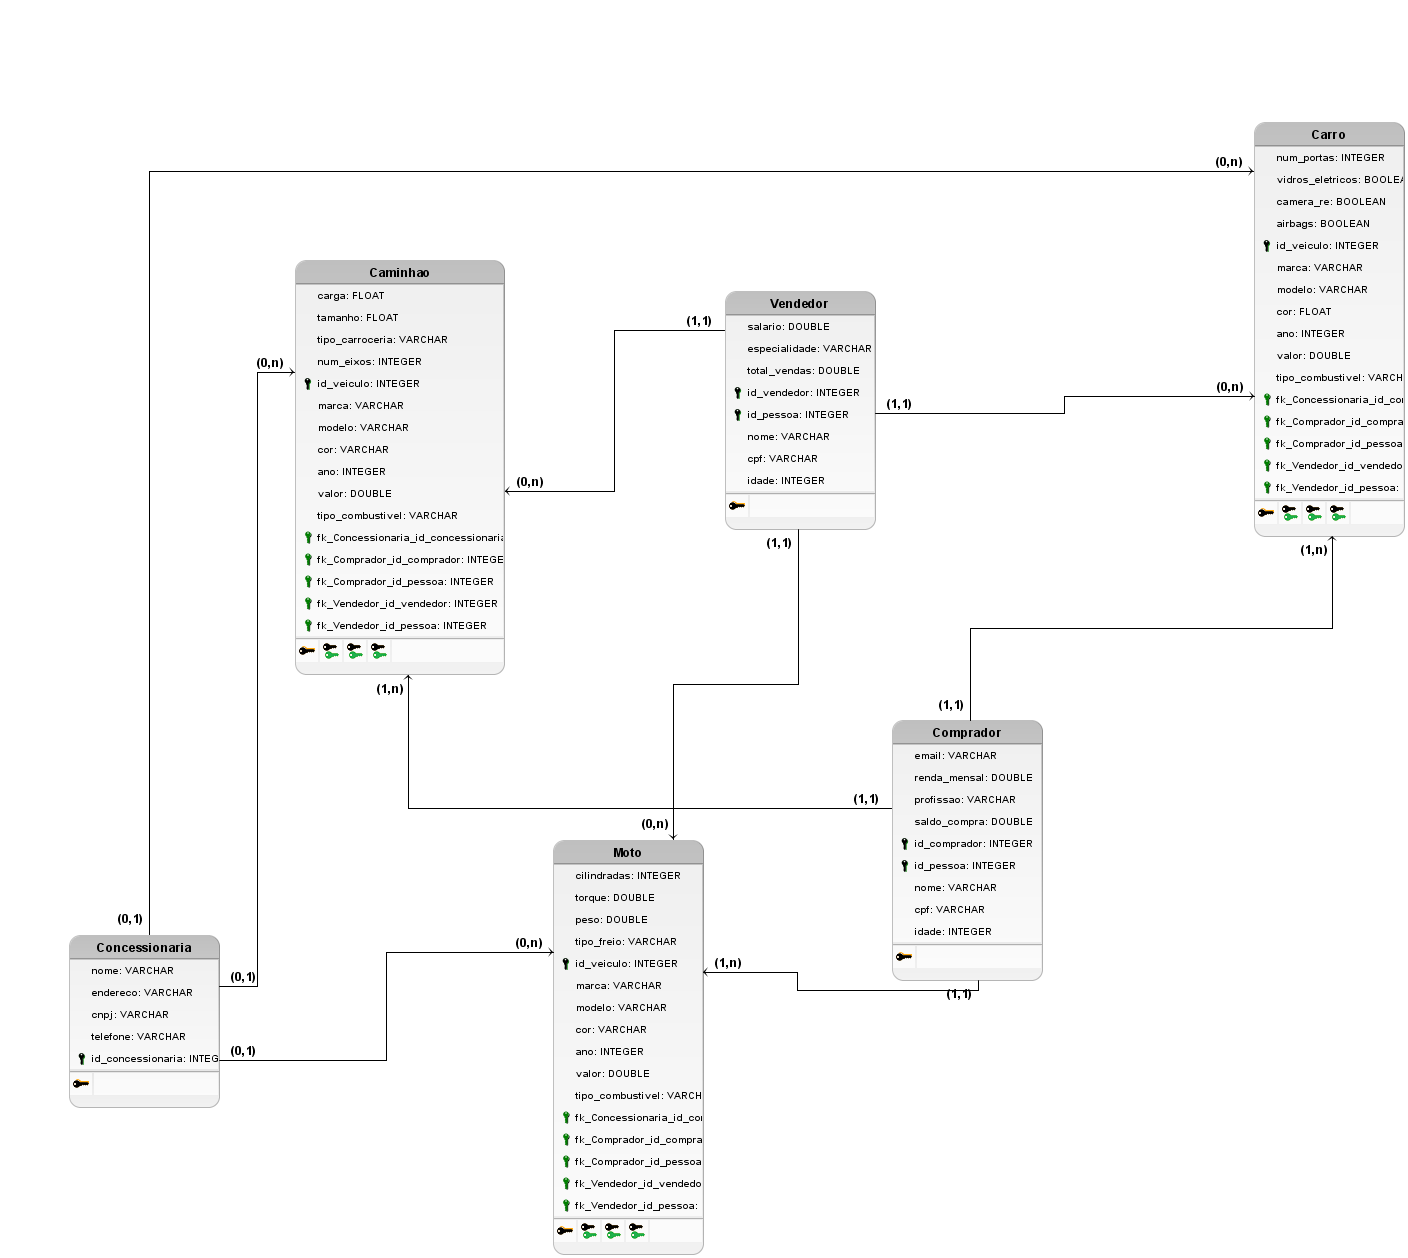 Carro
num_portas: INTEGER
vidros_eletricos: BOOLEA
camera_re: BOOLEAN
airbags: BOOLEAN
id_veiculo: INTEGER
marca: VARCHAR
modelo: VARCHAR
cor: FLOAT
ano: INTEGER
valor: DOUBLE
tipo_combustivel: VARCH
fk_Concessionaria_id_co
fk_Comprador_id_compra
fk_Comprador_id_pessoa
fk_Vendedor_id_vendedo
fk_Vendedor_id_pessoa:
(0,n)
(0,n)
(1,n)
Caminhao
carga: FLOAT
tamanho: FLOAT
tipo_carroceria: VARCHAR
num_eixos: INTEGER
id_veiculo: INTEGER
marca: VARCHAR
modelo: VARCHAR
cor: VARCHAR
ano: INTEGER
valor: DOUBLE
tipo_combustivel: VARCHAR
fk_Concessionaria_id_concessionaria
fk_Comprador_id_comprador: INTEGE
fk_Comprador_id_pessoa: INTEGER
fk_Vendedor_id_vendedor: INTEGER
fk_Vendedor_id_pessoa: INTEGER
(0,n)
(0,n)
(1,n)
Vendedor
salario: DOUBLE
especialidade: VARCHAR
total_vendas: DOUBLE
id_vendedor: INTEGER
id_pessoa: INTEGER
nome: VARCHAR
cpf: VARCHAR
idade: INTEGER
(1,1)
(1,1)
(1,1)
Comprador
email: VARCHAR
renda_mensal: DOUBLE
profissao: VARCHAR
saldo_compra: DOUBLE
id_comprador: INTEGER
id_pessoa: INTEGER
nome: VARCHAR
cpf: VARCHAR
idade: INTEGER
(1,1)
(1,1)
(1,1)
Moto
cilindradas: INTEGER
torque: DOUBLE
peso: DOUBLE
tipo_freio: VARCHAR
id_veiculo: INTEGER
marca: VARCHAR
modelo: VARCHAR
cor: VARCHAR
ano: INTEGER
valor: DOUBLE
tipo_combustivel: VARCH
fk_Concessionaria_id_co
fk_Comprador_id_compra
fk_Comprador_id_pessoa
fk_Vendedor_id_vendedo
fk_Vendedor_id_pessoa:
(0,n)
(0,n)
(1,n)
Concessionaria
nome: VARCHAR
endereco: VARCHAR
cnpj: VARCHAR
telefone: VARCHAR
id_concessionaria: INTEG
(0,1)
(0,1)
(0,1)